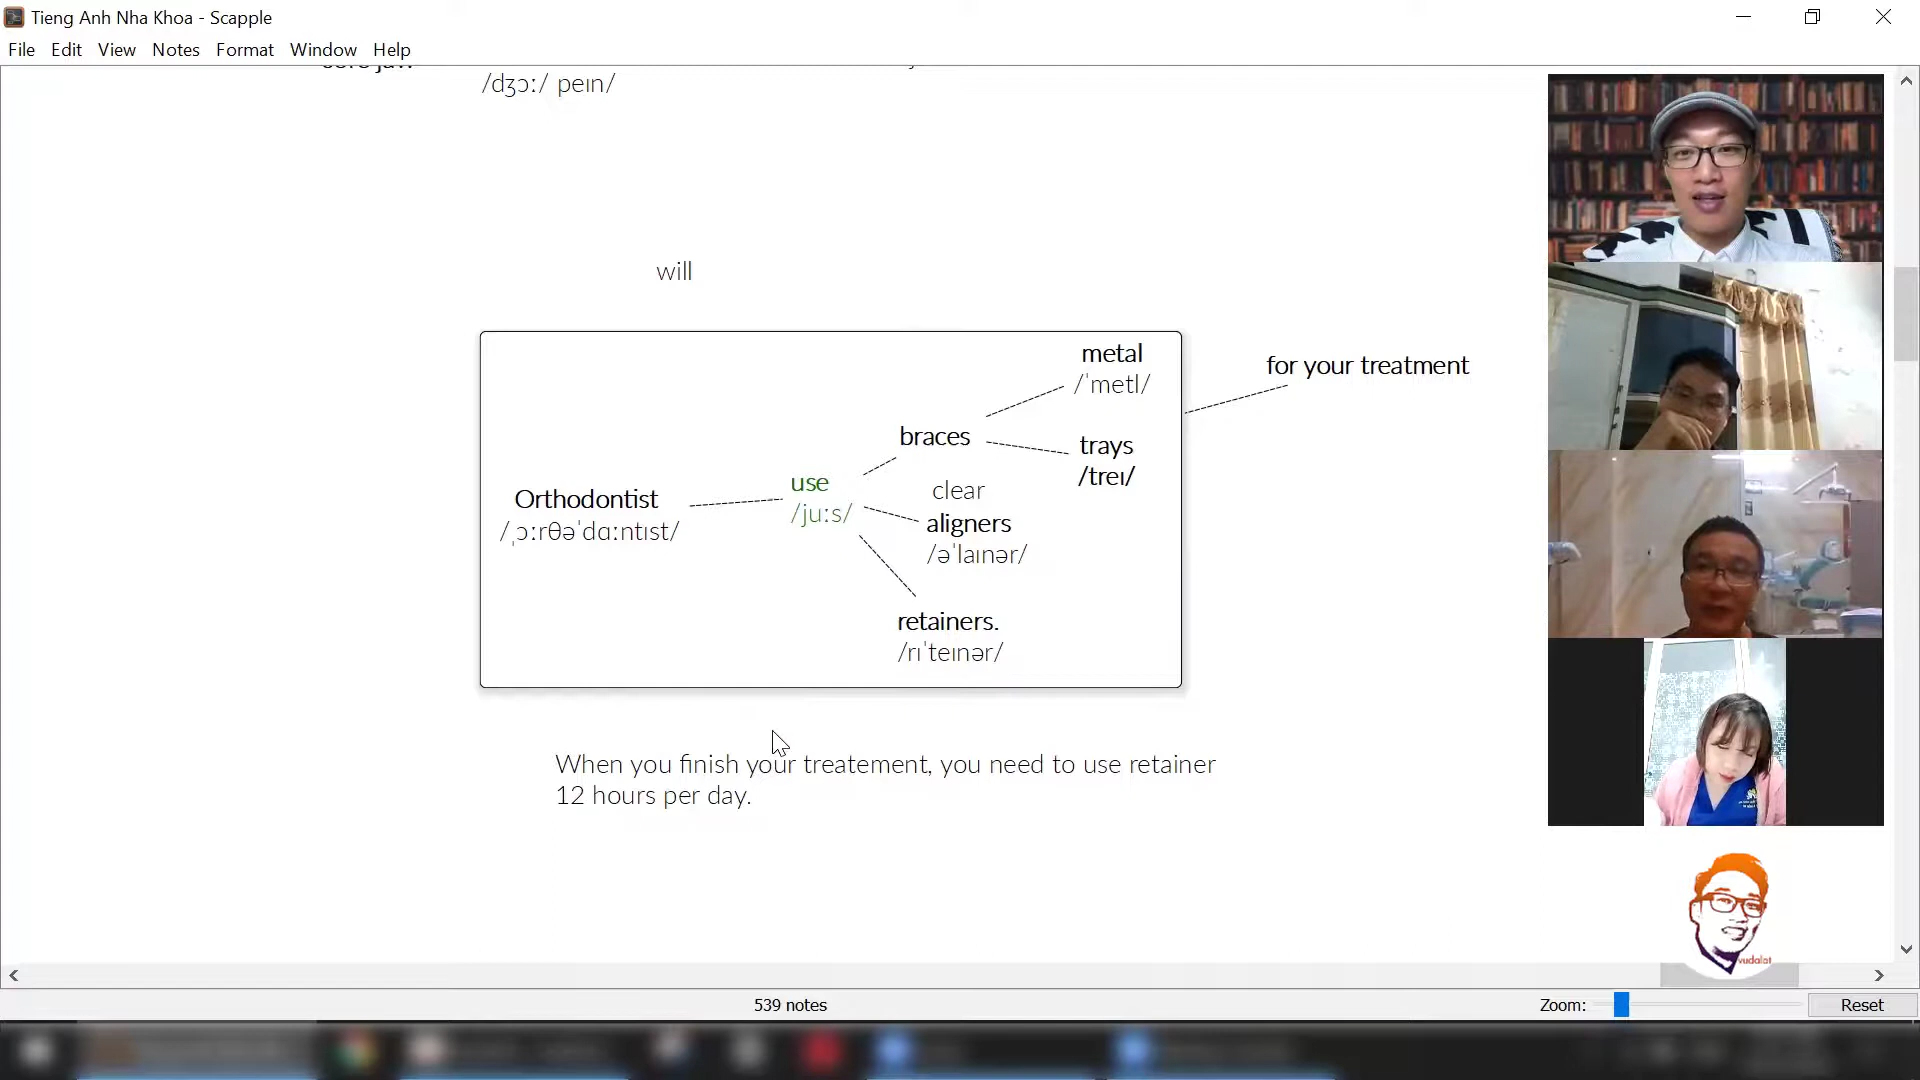 Tieng Anh Nha Khoa - Scapple
File Edit View Notes Format Window Help
/dʒɔː/ peɪn/
will
metal
/ˈmetl/
for your treatment
braces
trays
/treɪ/
use
/juːs/
clear
aligners
/əˈlaɪnər/
Orthodontist
/ˌɔːrθəˈdɑːntɪst/
retainers.
/rɪˈteɪnər/
When you finish your treatement, you need to use retainer
12 hours per day.
vudalat
539 notes
Zoom:
Reset